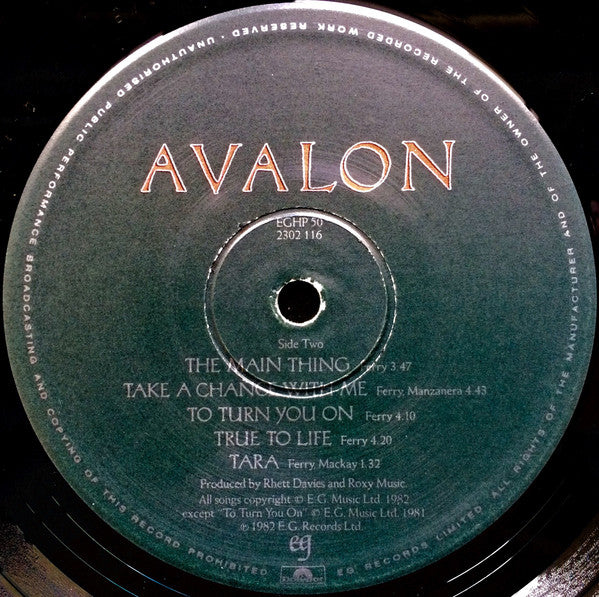 AVALON
EGHP 50
2302 116
Side Two
THE MAIN THING Ferry 3.47
TAKE A CHANCE WITH ME Ferry, Manzanera 4.43
TO TURN YOU ON Ferry 4.10
TRUE TO LIFE Ferry 4.20
TARA Ferry, Mackay 1.32
Produced by Rhett Davies and Roxy Music.
All songs copyright © E.G. Music Ltd. 1982
except "To Turn You On" © E.G. Music Ltd. 1981
℗ 1982 E.G. Records Ltd.
eg
polydor
ALL RIGHTS OF THE MANUFACTURER AND OF THE OWNER OF THE RECORDED WORK RESERVED · UNAUTHORISED PUBLIC PERFORMANCE BROADCASTING AND COPYING OF THIS RECORD PROHIBITED EG RECORDS LIMITED